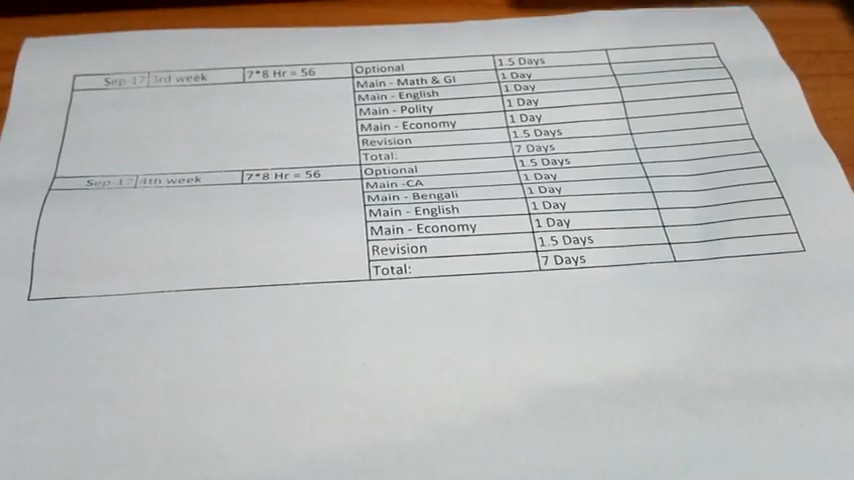 Sep-17 3rd week 7*8 Hr = 56 Optional 1.5 Days
Main - Math & GI 1 Day
Main - English 1 Day
Main - Polity 1 Day
Main - Economy 1 Day
Revision 1.5 Days
Total: 7 Days
Sep-17 4th week 7*8 Hr = 56 Optional 1.5 Days
Main -CA 1 Day
Main - Bengali 1 Day
Main - English 1 Day
Main - Economy 1 Day
Revision 1.5 Days
Total: 7 Days